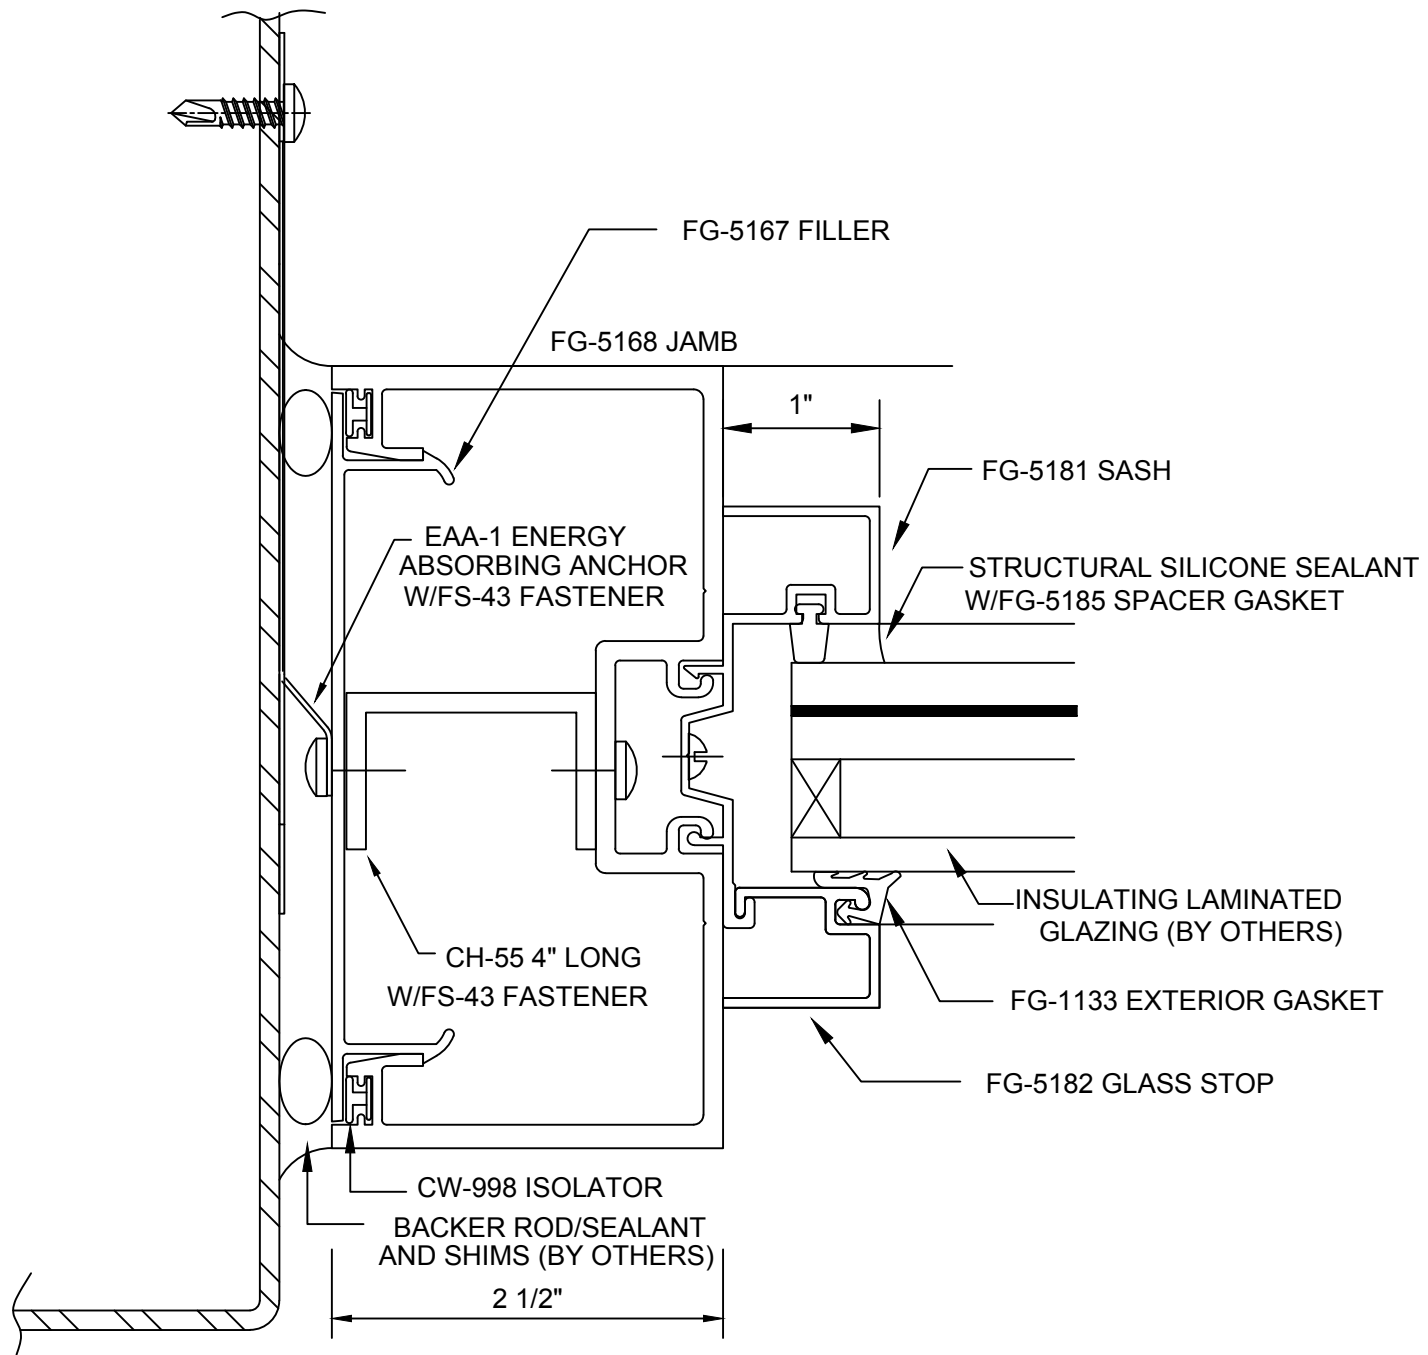 FG-5167 FILLER
FG-5168 JAMB
1"
FG-5181 SASH
EAA-1 ENERGY
ABSORBING ANCHOR
W/FS-43 FASTENER
STRUCTURAL SILICONE SEALANT
W/FG-5185 SPACER GASKET
INSULATING LAMINATED
GLAZING (BY OTHERS)
CH-55 4" LONG
W/FS-43 FASTENER
FG-1133 EXTERIOR GASKET
FG-5182 GLASS STOP
CW-998 ISOLATOR
BACKER ROD/SEALANT
AND SHIMS (BY OTHERS)
2 1/2"